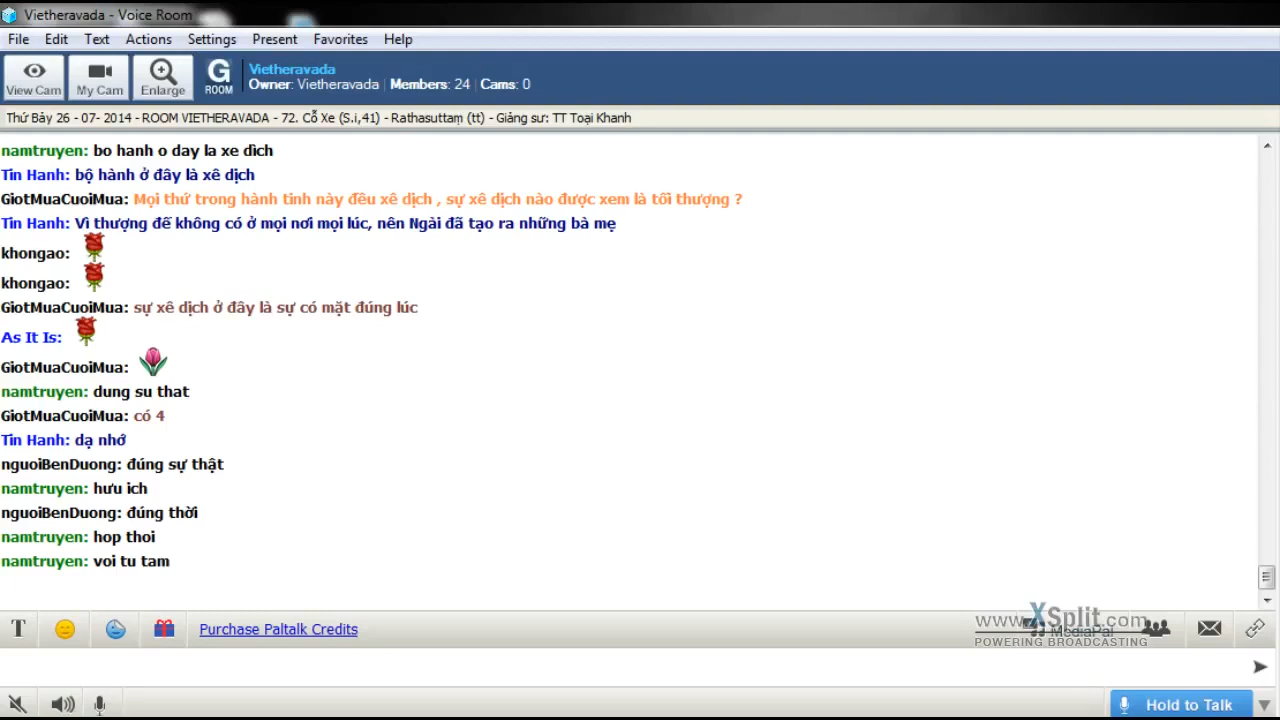 Vietheravada - Voice Room
File Edit Text Actions Settings Present Favorites Help
View Cam My Cam Enlarge G ROOM
Vietheravada
Owner: Vietheravada | Members: 24 | Cams: 0
Thứ Bảy 26 - 07- 2014 - ROOM VIETHERAVADA - 72. Cỗ Xe (S.i,41) - Rathasuttaṃ (tt) - Giảng sư: TT Toại Khanh
namtruyen: bo hanh o day la xe dich
Tin Hanh: bộ hành ở đây là xê dịch
GiotMuaCuoiMua: Mọi thứ trong hành tinh này đều xê dịch , sự xê dịch nào được xem là tối thượng ?
Tin Hanh: Vì thượng đế không có ở mọi nơi mọi lúc, nên Ngài đã tạo ra những bà mẹ
khongao:
khongao:
GiotMuaCuoiMua: sự xê dịch ở đây là sự có mặt đúng lúc
As It Is:
GiotMuaCuoiMua:
namtruyen: dung su that
GiotMuaCuoiMua: có 4
Tin Hanh: dạ nhớ
nguoiBenDuong: đúng sự thật
namtruyen: hưu ich
nguoiBenDuong: đúng thời
namtruyen: hop thoi
namtruyen: voi tu tam
T Purchase Paltalk Credits
www.XSplit.com
MediaPal
POWERING BROADCASTING
Hold to Talk